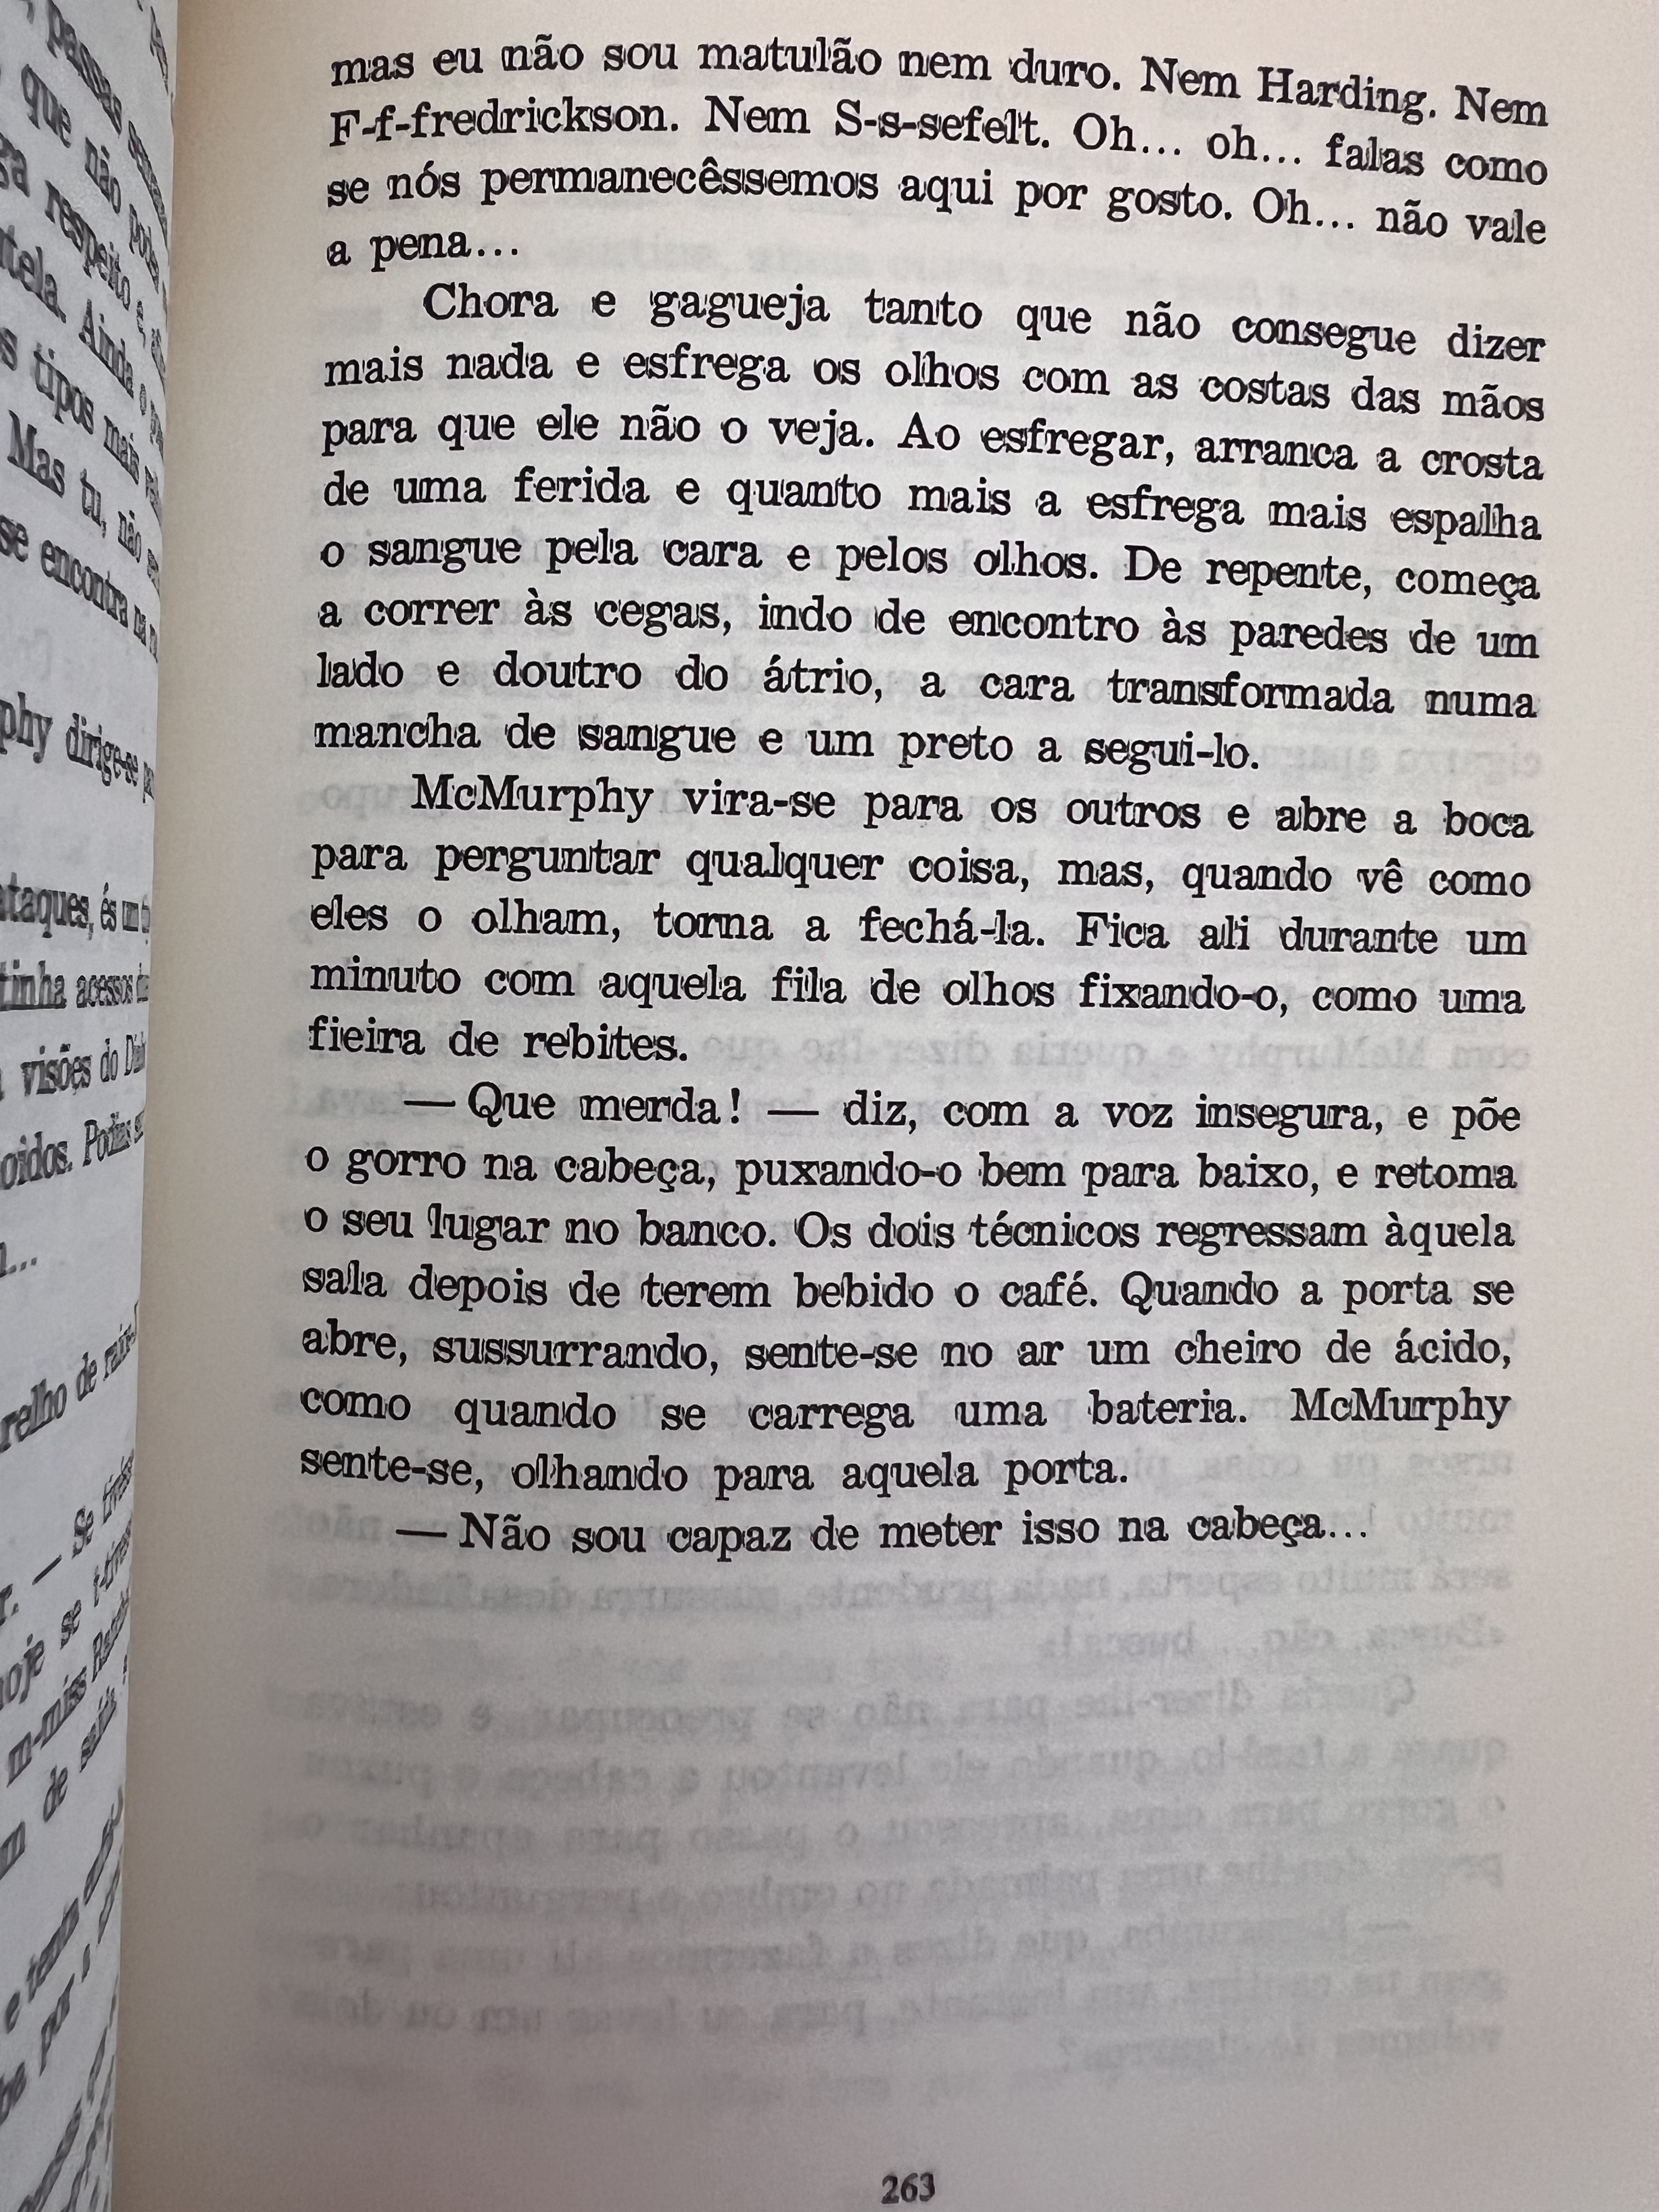 mas eu não sou matulão nem duro. Nem Harding. Nem
F-f-fredrickson. Nem S-s-sefelt. Oh... oh... falas como
se nós permanecêssemos aqui por gosto. Oh... não vale
a pena...
Chora e gagueja tanto que não consegue dizer
mais nada e esfrega os olhos com as costas das mãos
para que ele não o veja. Ao esfregar, arranca a crosta
de uma ferida e quanto mais a esfrega mais espalha
o sangue pela cara e pelos olhos. De repente, começa
a correr às cegas, indo de encontro às paredes de um
lado e doutro do átrio, a cara transformada numa
mancha de sangue e um preto a segui-lo.
McMurphy vira-se para os outros e abre a boca
para perguntar qualquer coisa, mas, quando vê como
eles o olham, torna a fechá-la. Fica ali durante um
minuto com aquela fila de olhos fixando-o, como uma
fieira de rebites.
— Que merda! — diz, com a voz insegura, e põe
o gorro na cabeça, puxando-o bem para baixo, e retoma
o seu lugar no banco. Os dois técnicos regressam àquela
sala depois de terem bebido o café. Quando a porta se
abre, sussurrando, sente-se no ar um cheiro de ácido,
como quando se carrega uma bateria. McMurphy
sente-se, olhando para aquela porta.
— Não sou capaz de meter isso na cabeça...
263